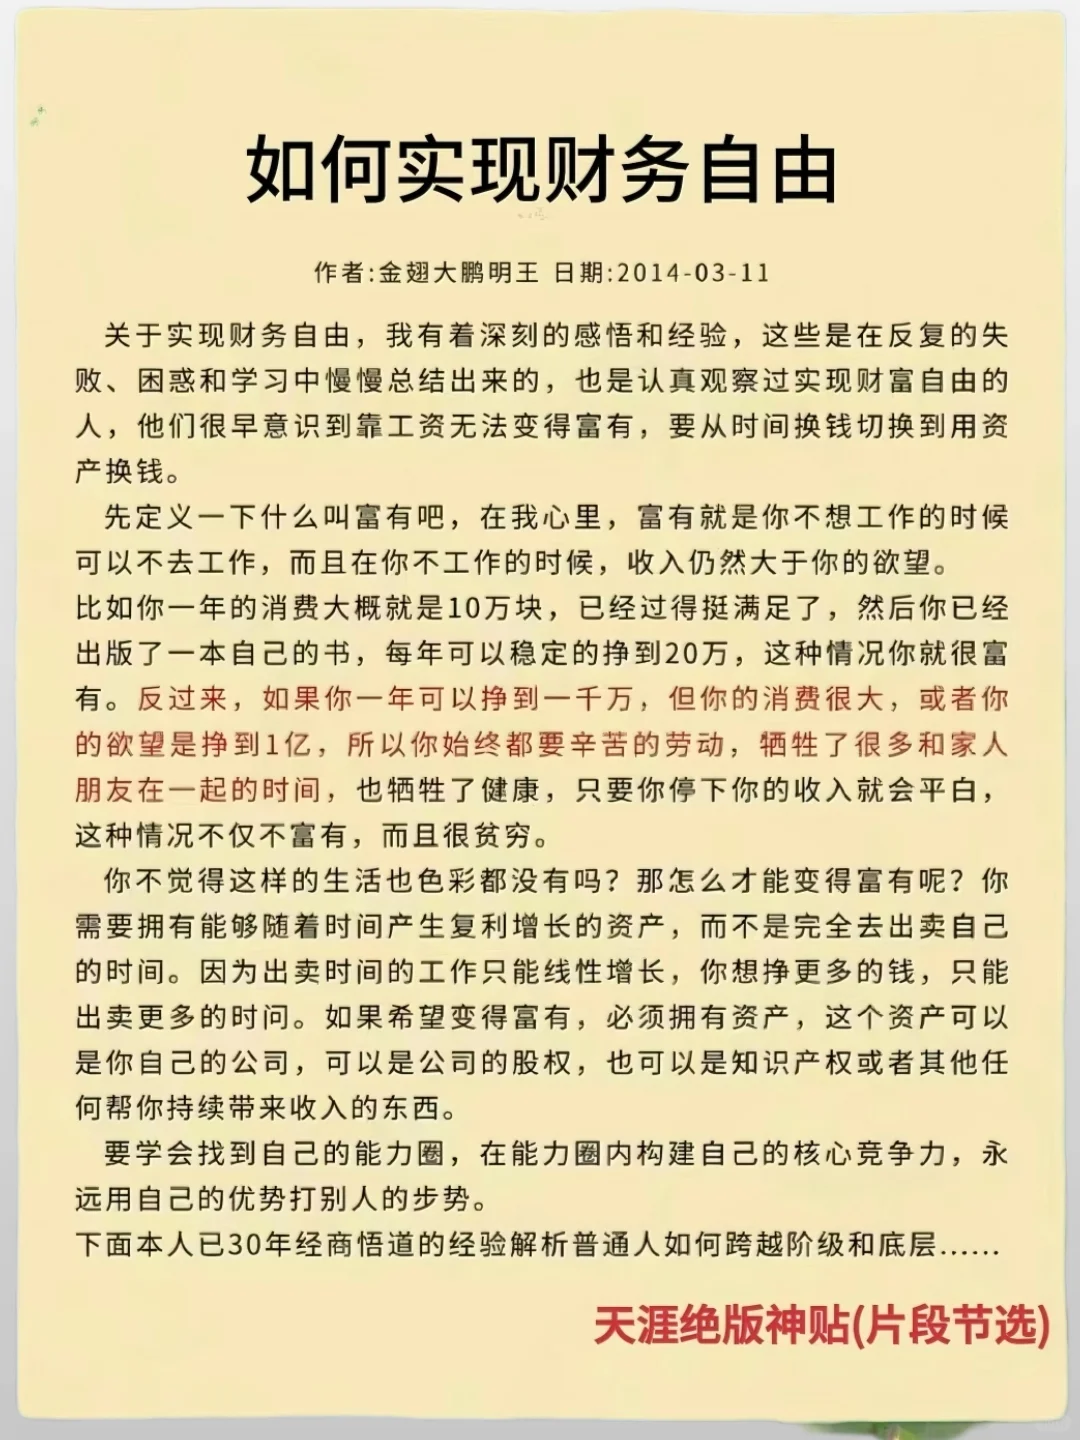 如何实现财务自由
作者:金翅大鹏明王 日期:2014-03-11
关于实现财务自由，我有着深刻的感悟和经验，这些是在反复的失
败、困惑和学习中慢慢总结出来的，也是认真观察过实现财富自由的
人，他们很早意识到靠工资无法变得富有，要从时间换钱切换到用资
产换钱。
先定义一下什么叫富有吧，在我心里，富有就是你不想工作的时候
可以不去工作，而且在你不工作的时候，收入仍然大于你的欲望。
比如你一年的消费大概就是10万块，已经过得挺满足了，然后你已经
出版了一本自己的书，每年可以稳定的挣到20万，这种情况你就很富
有。反过来，如果你一年可以挣到一千万，但你的消费很大，或者你
的欲望是挣到1亿，所以你始终都要辛苦的劳动，牺牲了很多和家人
朋友在一起的时间，也牺牲了健康，只要你停下你的收入就会平白，
这种情况不仅不富有，而且很贫穷。
你不觉得这样的生活也色彩都没有吗？那怎么才能变得富有呢？你
需要拥有能够随着时间产生复利增长的资产，而不是完全去出卖自己
的时间。因为出卖时间的工作只能线性增长，你想挣更多的钱，只能
出卖更多的时问。如果希望变得富有，必须拥有资产，这个资产可以
是你自己的公司，可以是公司的股权，也可以是知识产权或者其他任
何帮你持续带来收入的东西。
要学会找到自己的能力圈，在能力圈内构建自己的核心竞争力，永
远用自己的优势打别人的步势。
下面本人已30年经商悟道的经验解析普通人如何跨越阶级和底层……
天涯绝版神贴(片段节选)